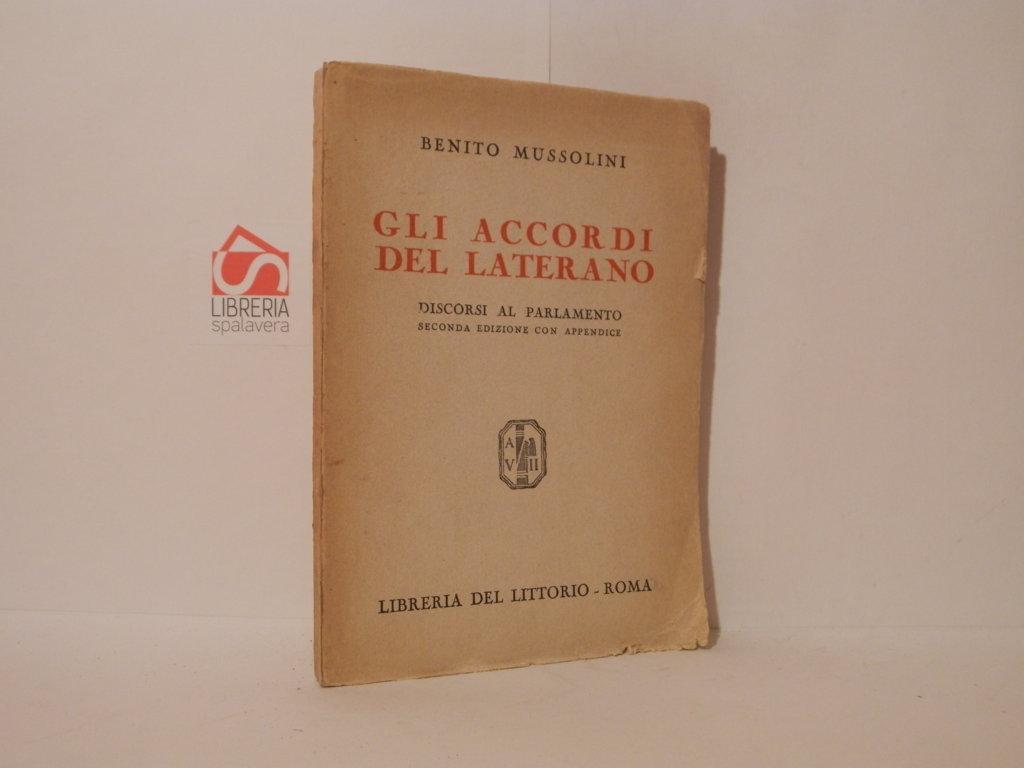 BENITO MUSSOLINI
GLI ACCORDI
DEL LATERANO
DISCORSI AL PARLAMENTO
SECONDA EDIZIONE CON APPENDICE
A
V II
LIBRERIA DEL LITTORIO - ROMA
LIBRERIA
spalavera